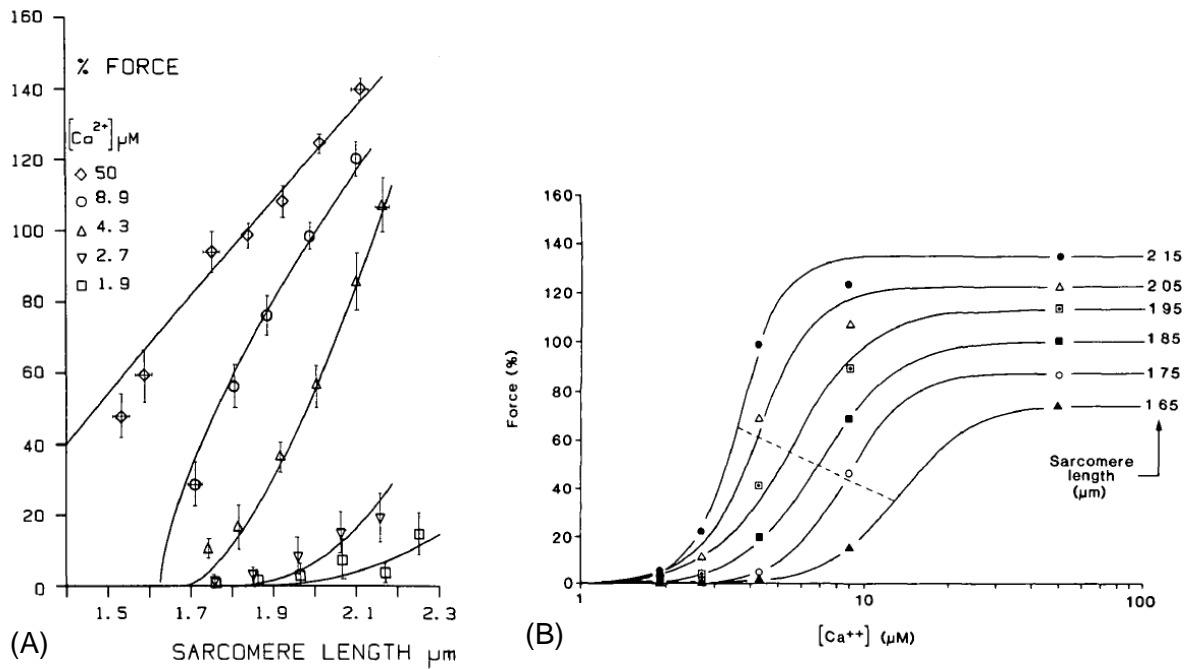 160
140
120
100
80
60
40
20
0
% FORCE
[Ca2+] µM
◇ 50
○ 8.9
△ 4.3
▽ 2.7
□ 1.9
1.5 1.7 1.9 2.1 2.3
(A) SARCOMERE LENGTH µm
160
140
120
100
80
60
40
20
0
Force (%)
2 15
2 05
1 95
1 85
1 75
1 65
Sarcomere
length
(µm)
1 10 100
(B) [Ca++] (µM)